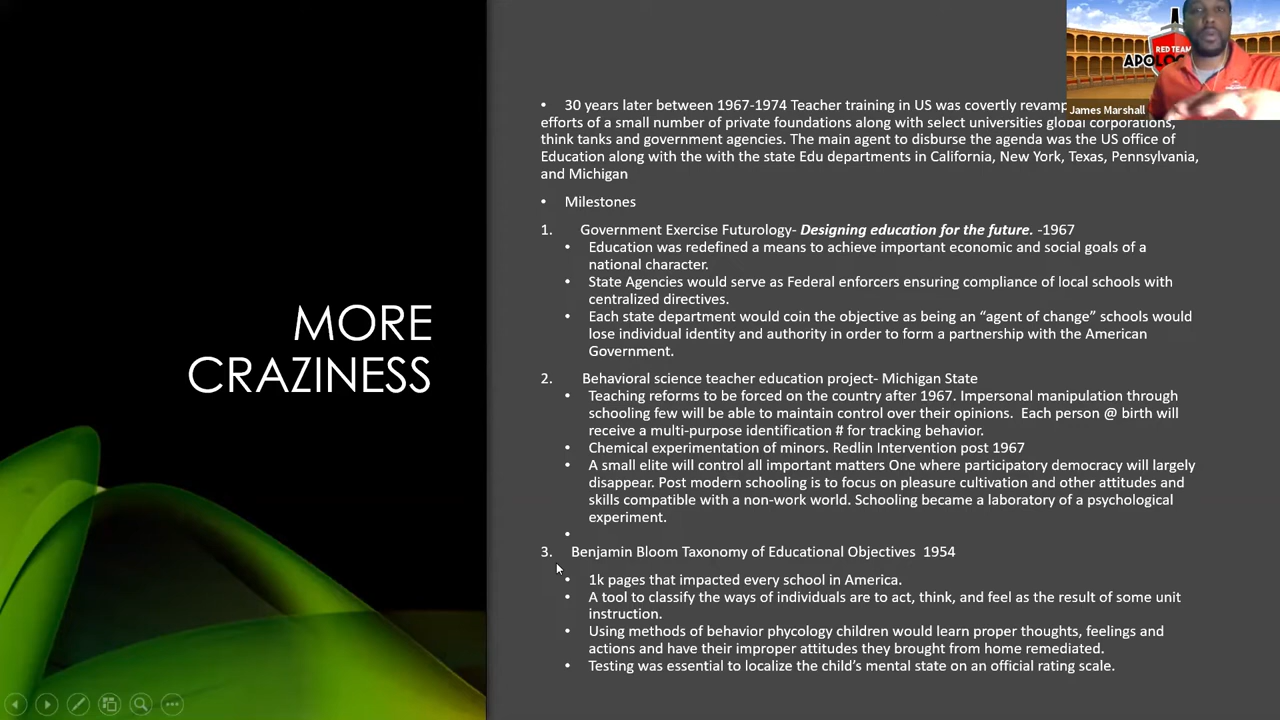 RED TEAM
James Marshall
MORE
CRAZINESS
• 30 years later between 1967-1974 Teacher training in US was covertly
efforts of a small number of private foundations along with select universities global corporations,
think tanks and government agencies. The main agent to disburse the agenda was the US office of
Education along with the with the state Edu departments in California, New York, Texas, Pennsylvania,
and Michigan
• Milestones
1. Government Exercise Futurology- Designing education for the future. -1967
• Education was redefined a means to achieve important economic and social goals of a
national character.
• State Agencies would serve as Federal enforcers ensuring compliance of local schools with
centralized directives.
• Each state department would coin the objective as being an “agent of change” schools would
lose individual identity and authority in order to form a partnership with the American
Government.
2. Behavioral science teacher education project- Michigan State
• Teaching reforms to be forced on the country after 1967. Impersonal manipulation through
schooling few will be able to maintain control over their opinions. Each person @ birth will
receive a multi-purpose identification # for tracking behavior.
• Chemical experimentation of minors. Redlin Intervention post 1967
• A small elite will control all important matters One where participatory democracy will largely
disappear. Post modern schooling is to focus on pleasure cultivation and other attitudes and
skills compatible with a non-work world. Schooling became a laboratory of a psychological
experiment.
•
3. Benjamin Bloom Taxonomy of Educational Objectives 1954
• 1k pages that impacted every school in America.
• A tool to classify the ways of individuals are to act, think, and feel as the result of some unit
instruction.
• Using methods of behavior phycology children would learn proper thoughts, feelings and
actions and have their improper attitudes they brought from home remediated.
• Testing was essential to localize the child’s mental state on an official rating scale.